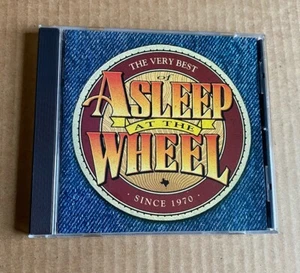 THE VERY BEST
of
ASLEEP
AT THE
WHEEL
· SINCE 1970 ·